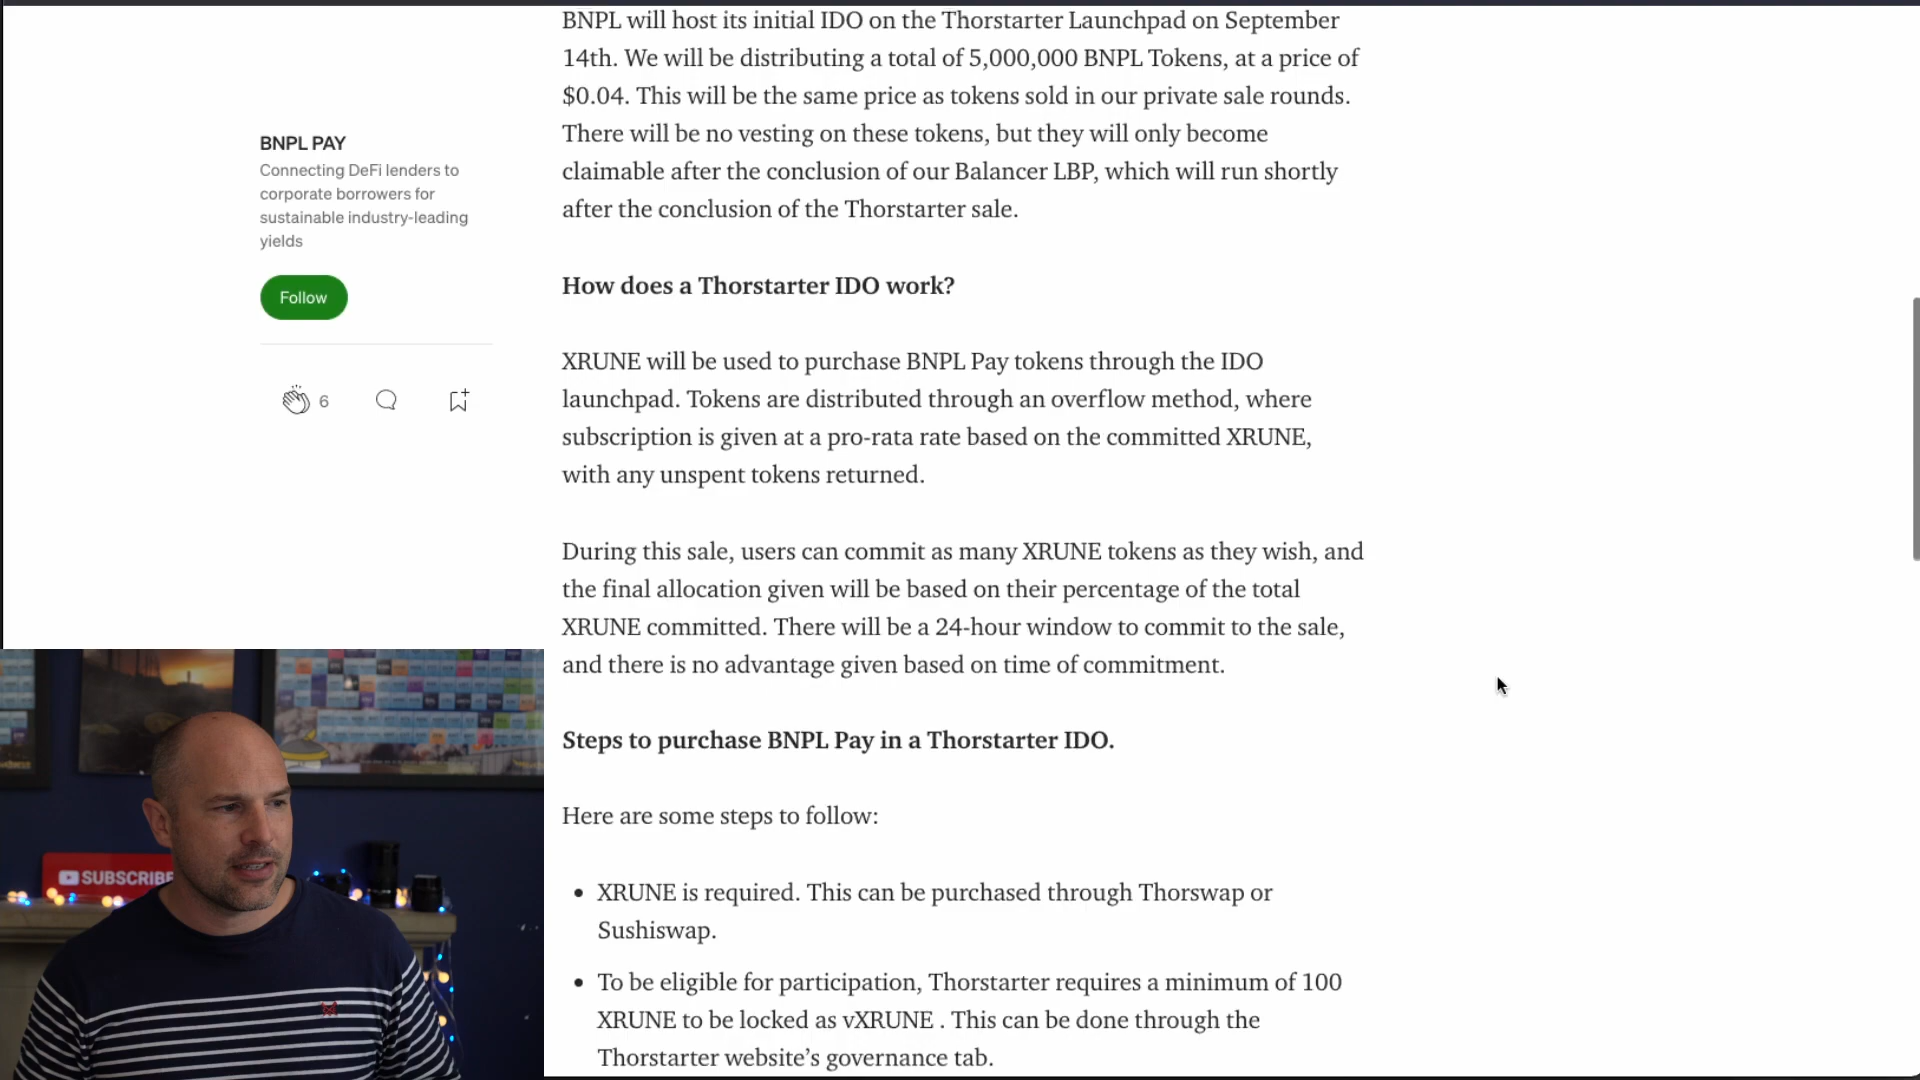 BNPL will host its initial IDO on the Thorstarter Launchpad on September
14th. We will be distributing a total of 5,000,000 BNPL Tokens, at a price of
$0.04. This will be the same price as tokens sold in our private sale rounds.
There will be no vesting on these tokens, but they will only become
claimable after the conclusion of our Balancer LBP, which will run shortly
after the conclusion of the Thorstarter sale.
BNPL PAY
Connecting DeFi lenders to
corporate borrowers for
sustainable industry-leading
yields
Follow
6
How does a Thorstarter IDO work?
XRUNE will be used to purchase BNPL Pay tokens through the IDO
launchpad. Tokens are distributed through an overflow method, where
subscription is given at a pro-rata rate based on the committed XRUNE,
with any unspent tokens returned.
During this sale, users can commit as many XRUNE tokens as they wish, and
the final allocation given will be based on their percentage of the total
XRUNE committed. There will be a 24-hour window to commit to the sale,
and there is no advantage given based on time of commitment.
Steps to purchase BNPL Pay in a Thorstarter IDO.
Here are some steps to follow:
• XRUNE is required. This can be purchased through Thorswap or
Sushiswap.
• To be eligible for participation, Thorstarter requires a minimum of 100
XRUNE to be locked as vXRUNE . This can be done through the
Thorstarter website's governance tab.
SUBSCRIBE